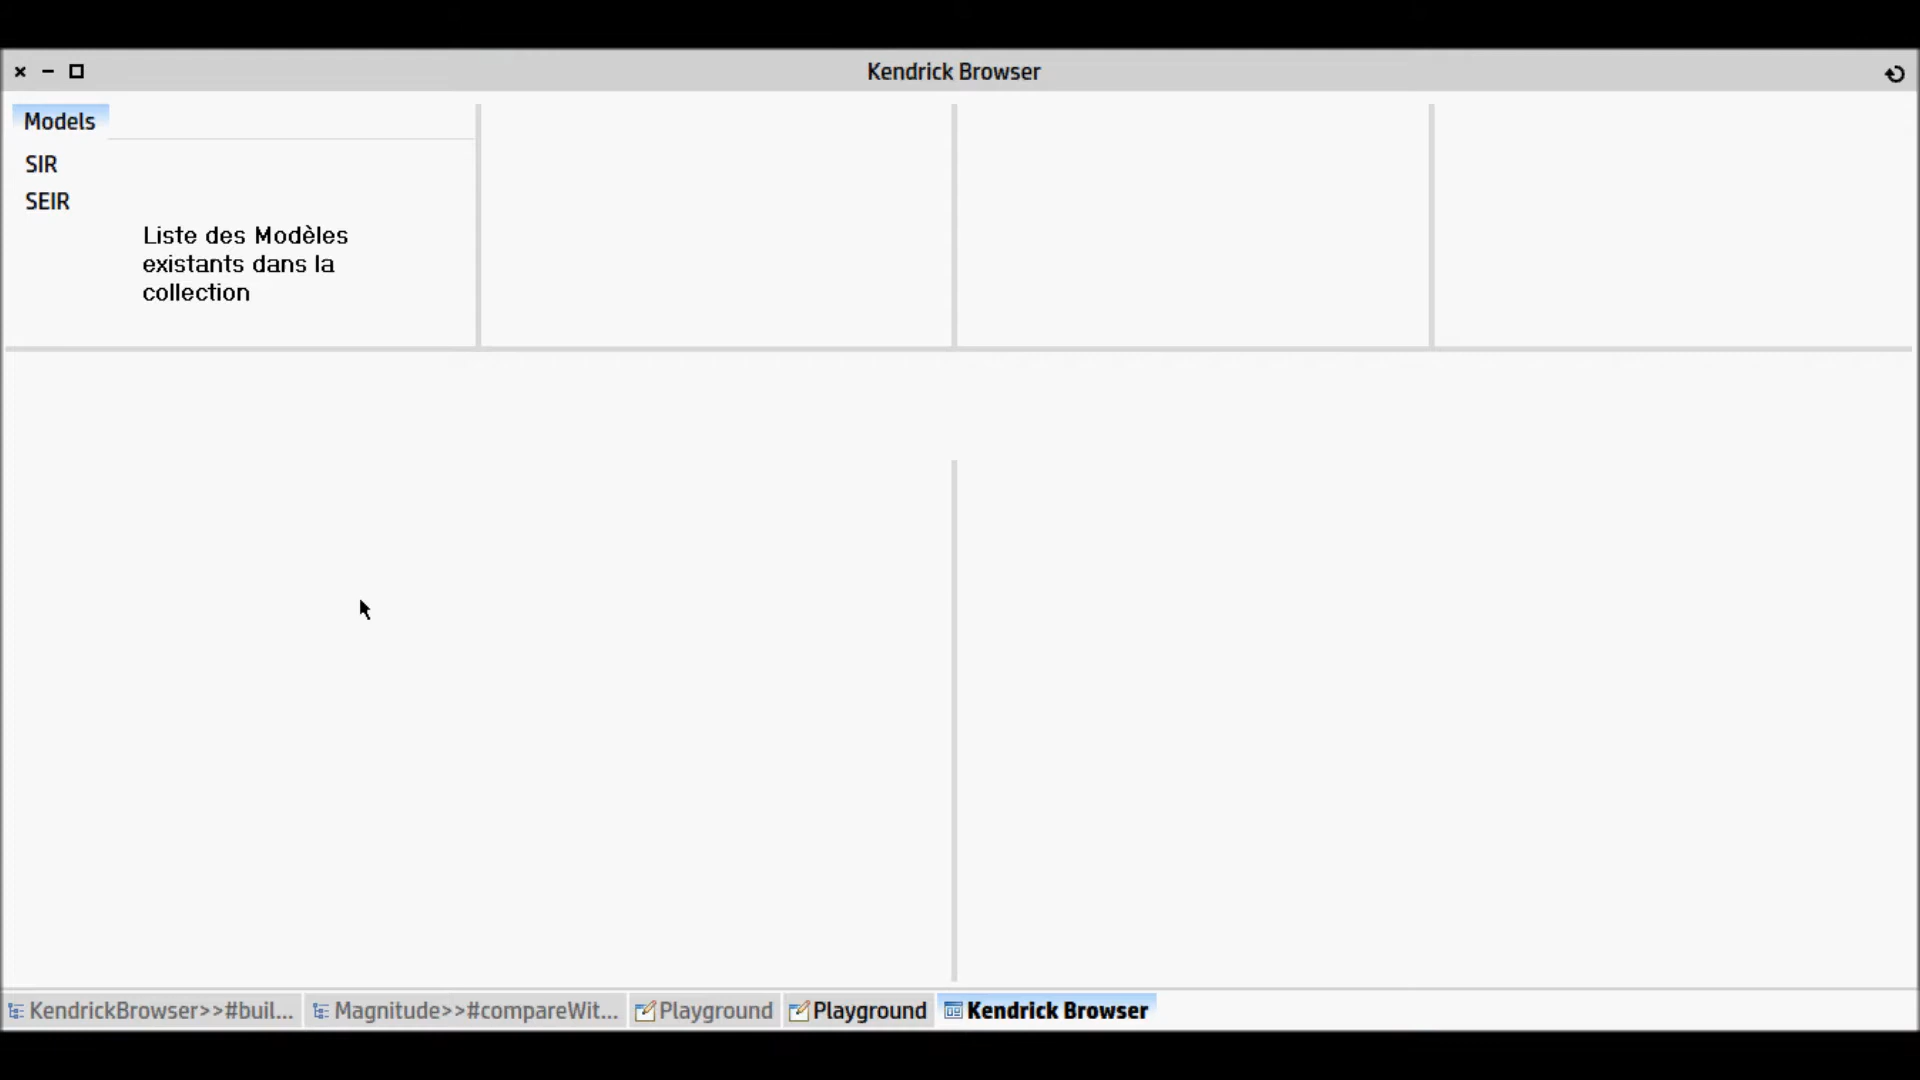 Kendrick Browser
Models
SIR
SEIR
Liste des Modèles
existants dans la
collection
KendrickBrowser>>#buil...
Magnitude>>#compareWit...
Playground
Playground
Kendrick Browser